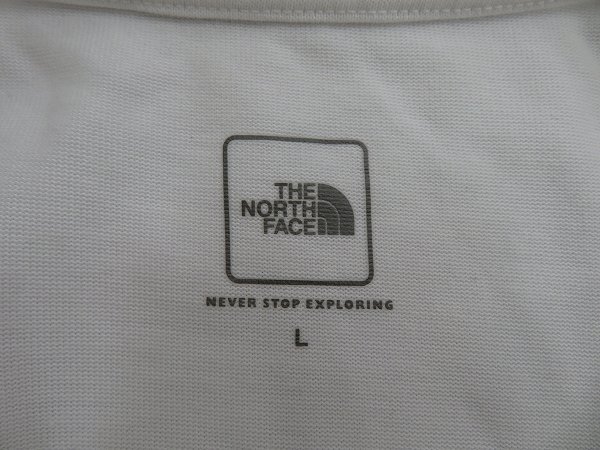 THE
NORTH
FACE
NEVER STOP EXPLORING
L